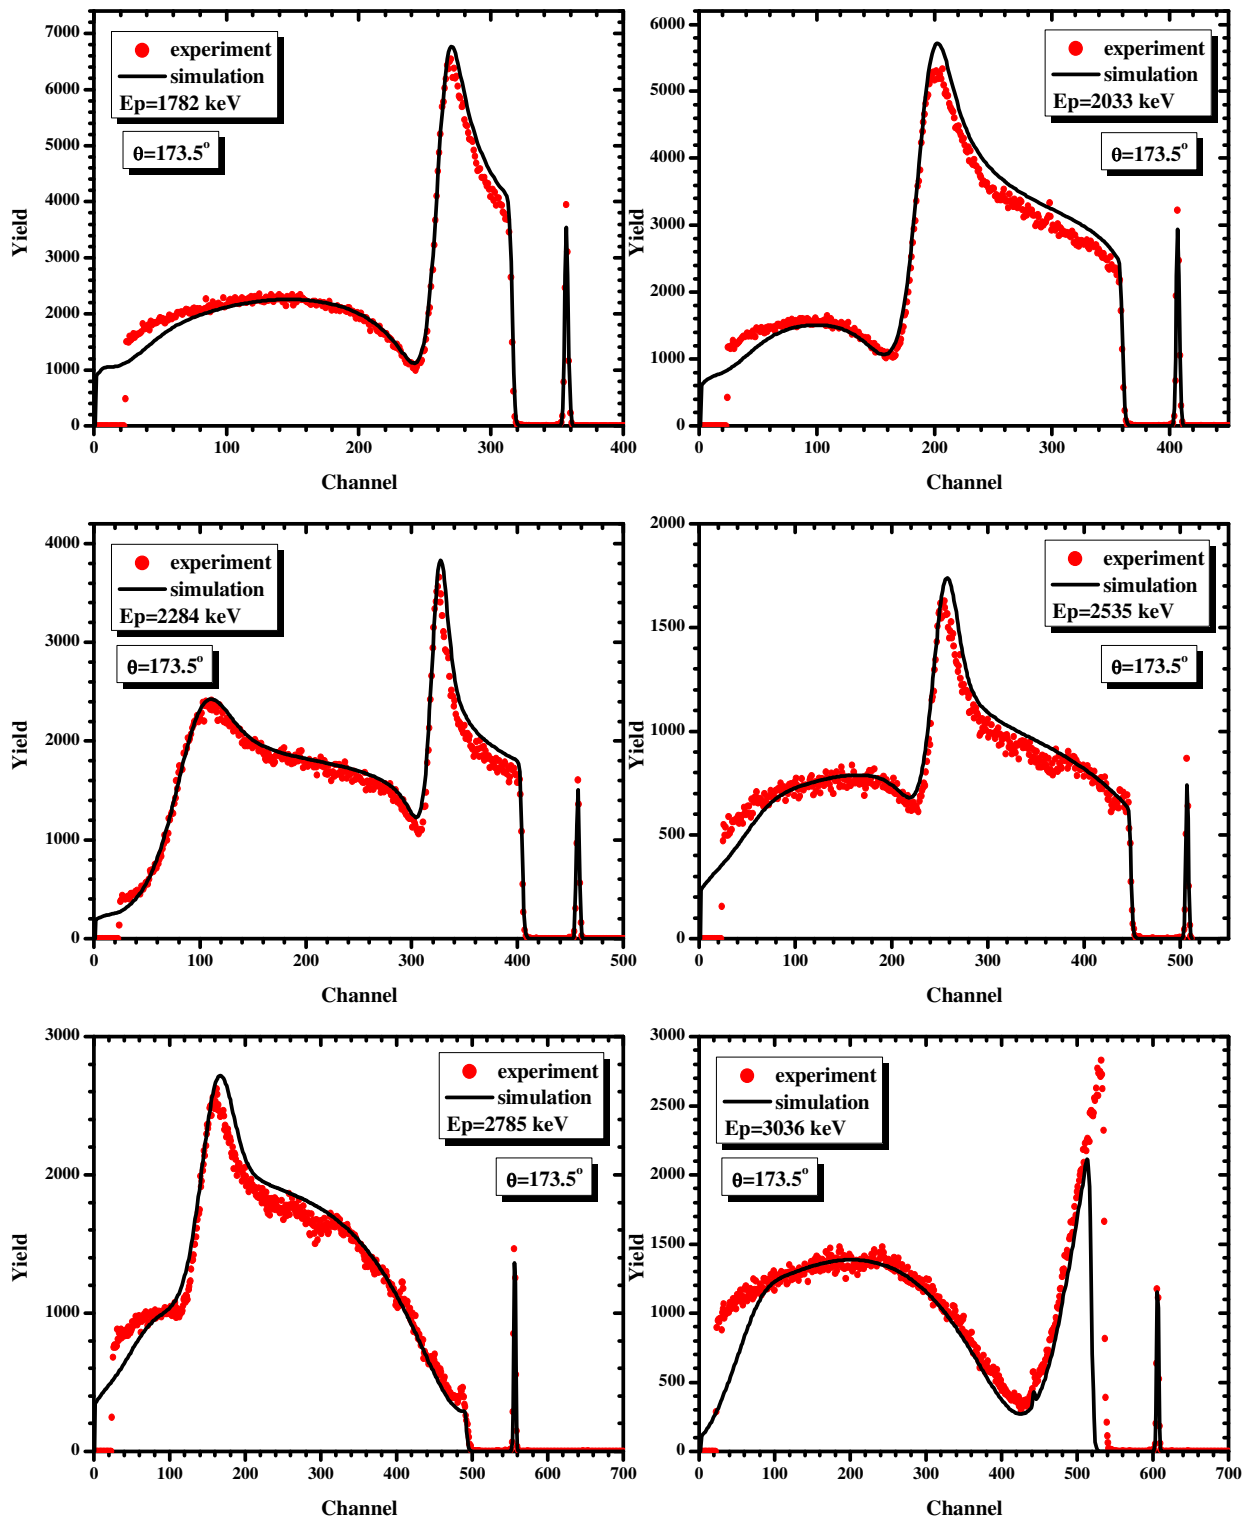 7000
6000
5000
4000
3000
2000
1000
0
Yield
experiment
simulation
Ep=1782 keV
θ=173.5°
0 100 200 300 400
Channel
6000
5000
4000
3000
2000
1000
0
Yield
experiment
simulation
Ep=2033 keV
θ=173.5°
0 100 200 300 400
Channel
4000
3000
2000
1000
0
Yield
experiment
simulation
Ep=2284 keV
θ=173.5°
0 100 200 300 400 500
Channel
2000
1500
1000
500
0
Yield
experiment
simulation
Ep=2535 keV
θ=173.5°
0 100 200 300 400 500
Channel
3000
2000
1000
0
Yield
experiment
simulation
Ep=2785 keV
θ=173.5°
0 100 200 300 400 500 600 700
Channel
3000
2500
2000
1500
1000
500
0
Yield
experiment
simulation
Ep=3036 keV
θ=173.5°
0 100 200 300 400 500 600 700
Channel